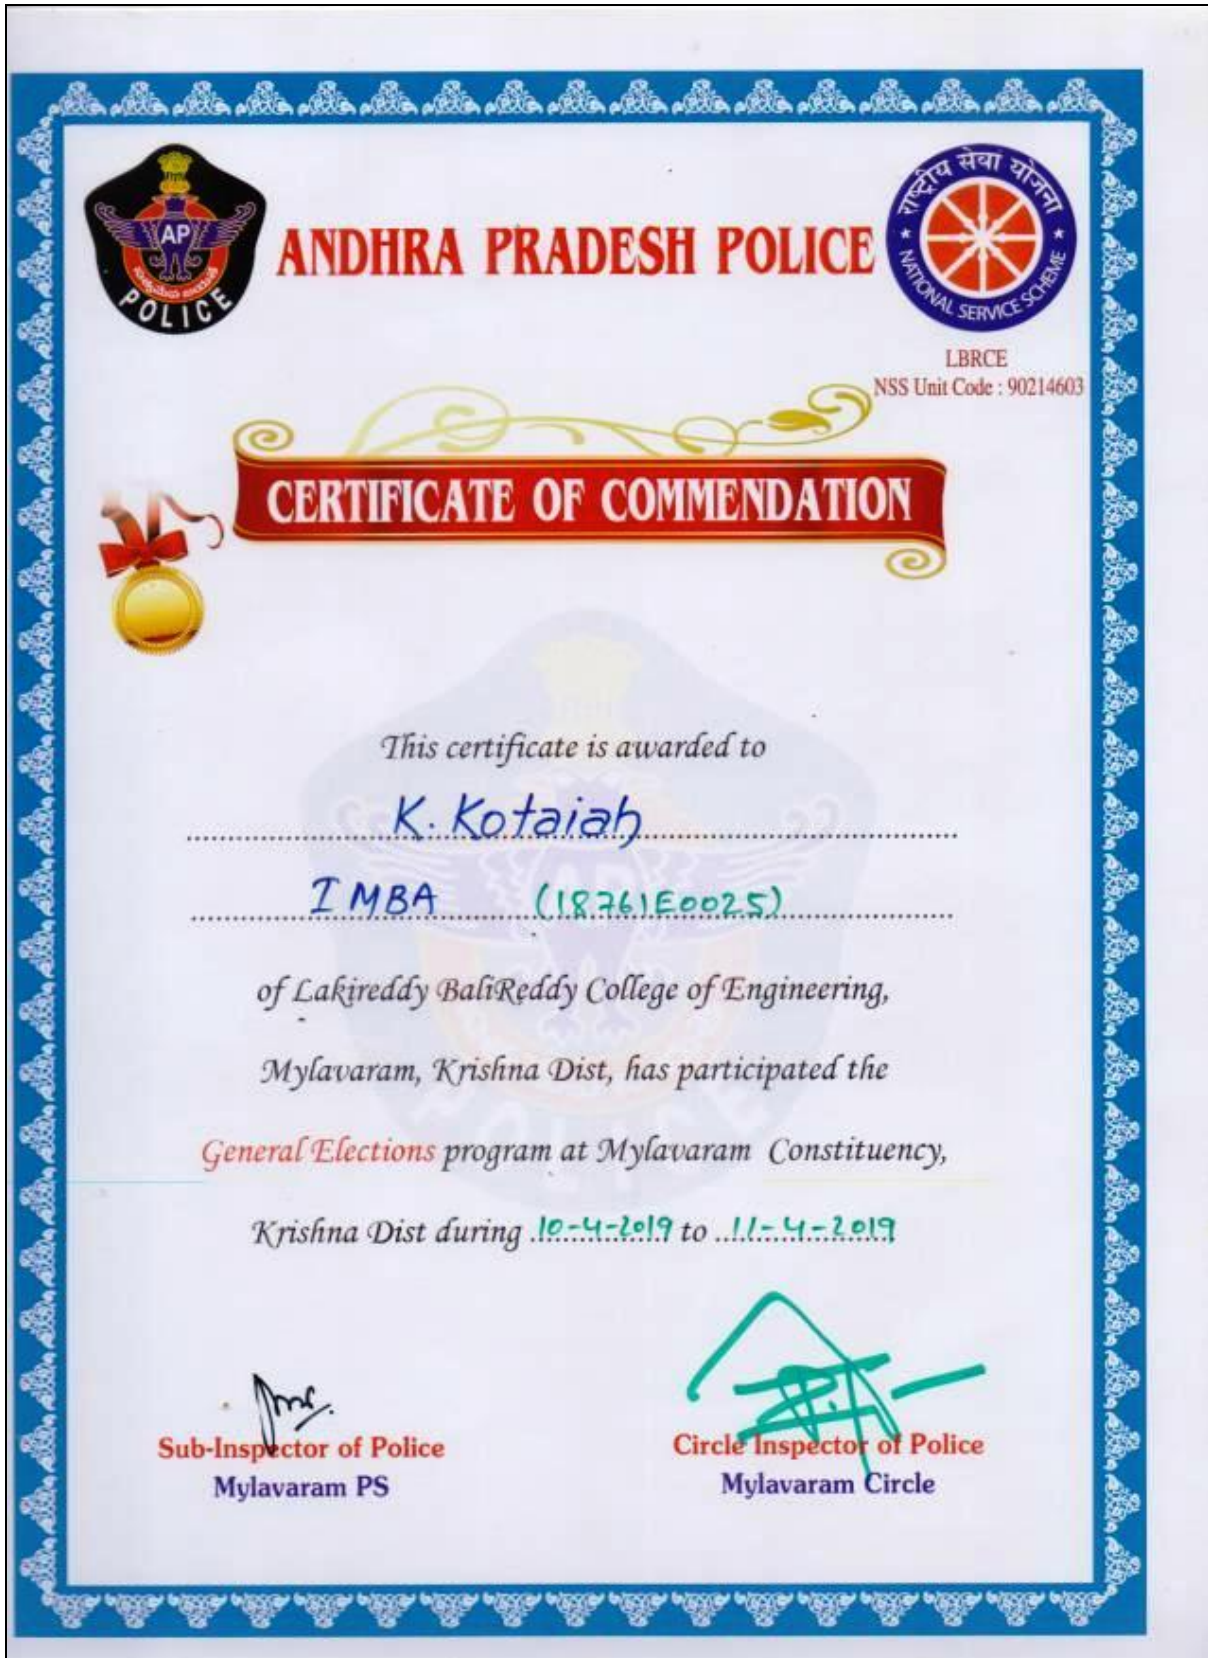 ANDHRA PRADESH POLICE
AP
POLICE
राष्ट्रीय सेवा योजना
NATIONAL SERVICE SCHEME
LBRCE
NSS Unit Code : 90214603
CERTIFICATE OF COMMENDATION
This certificate is awarded to
K. Kotaiah
I MBA (18761E0025)
of Lakireddy BaliReddy College of Engineering,
Mylavaram, Krishna Dist, has participated the
General Elections program at Mylavaram Constituency,
Krishna Dist during 10-4-2019 to 11-4-2019
Sub-Inspector of Police
Mylavaram PS
Circle Inspector of Police
Mylavaram Circle